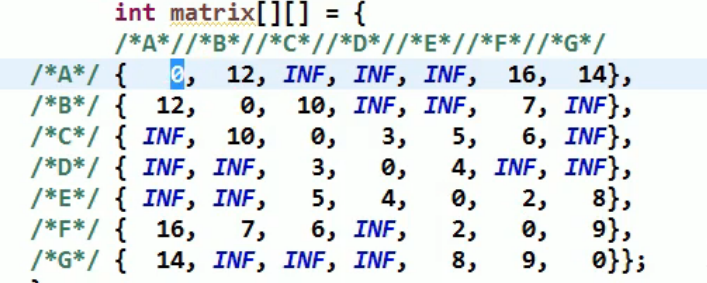 int matrix[][] = {
/*A*//*B*//*C*//*D*//*E*//*F*//*G*/
/*A*/ { 0, 12, INF, INF, INF, 16, 14},
/*B*/ { 12, 0, 10, INF, INF, 7, INF},
/*C*/ { INF, 10, 0, 3, 5, 6, INF},
/*D*/ { INF, INF, 3, 0, 4, INF, INF},
/*E*/ { INF, INF, 5, 4, 0, 2, 8},
/*F*/ { 16, 7, 6, INF, 2, 0, 9},
/*G*/ { 14, INF, INF, INF, 8, 9, 0}};